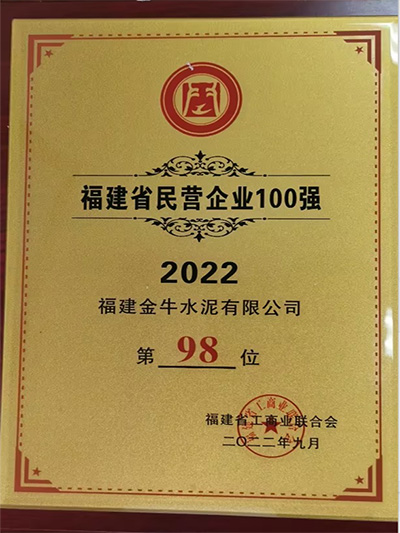 福建省民营企业100强
2022
福建金牛水泥有限公司
第 98 位
福建省工商业联合会
二〇二二年九月